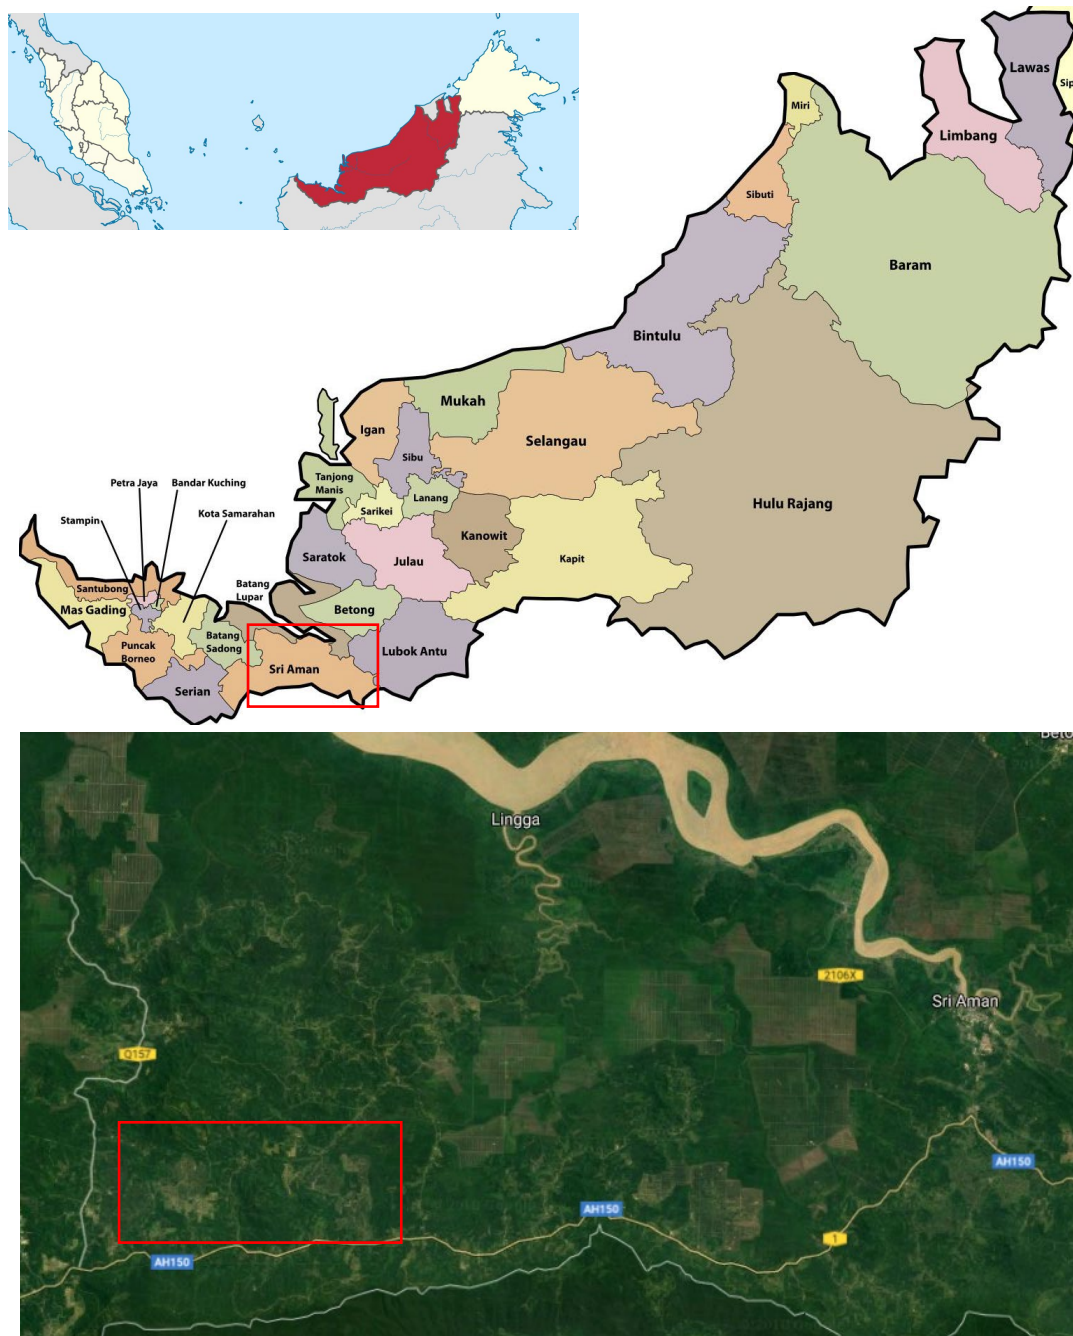 Lawas
Sip
Miri
Limbang
Sibuti
Baram
Bintulu
Mukah
Igan
Selangau
Sibu
Petra Jaya
Bandar Kuching
Tanjong
Manis
Lanang
Hulu Rajang
Stampin
Kota Samarahan
Sarikei
Kanowit
Saratok
Julau
Kapit
Santubong
Batang
Lupar
Mas Gading
Betong
Batang
Sadong
Puncak
Borneo
Lubok Antu
Sri Aman
Serian
Beto
Lingga
2106X
Sri Aman
Q157
AH150
AH150
1
AH150